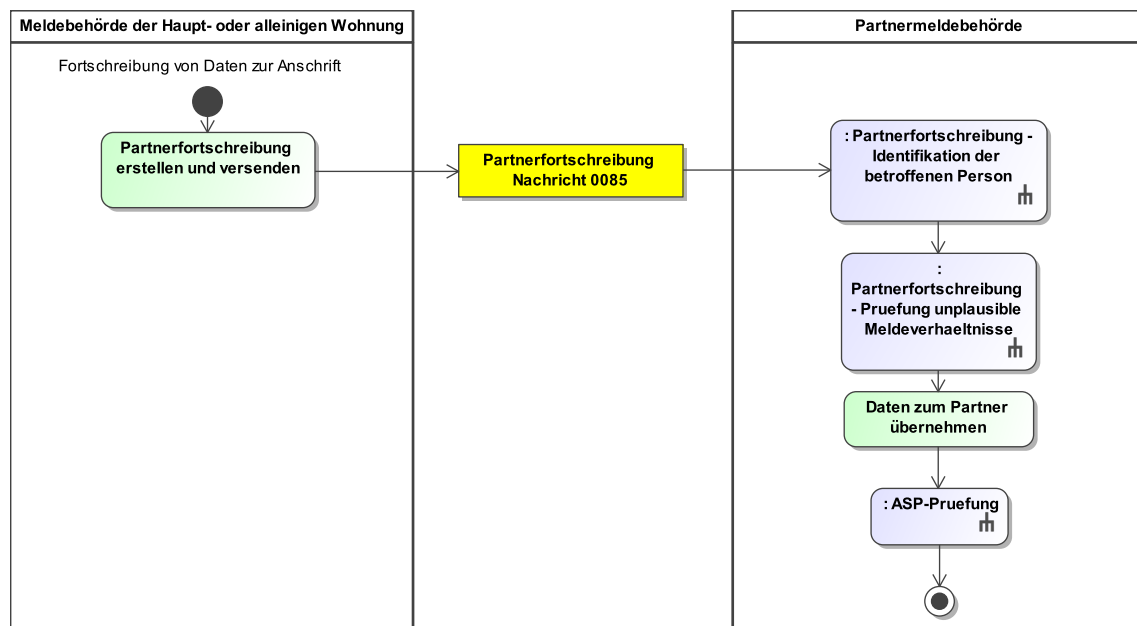 Meldebehörde der Haupt- oder alleinigen Wohnung
Partnermeldebehörde
Fortschreibung von Daten zur Anschrift
Partnerfortschreibung
erstellen und versenden
Partnerfortschreibung
Nachricht 0085
: Partnerfortschreibung -
Identifikation der
betroffenen Person
:
Partnerfortschreibung
- Pruefung unplausible
Meldeverhaeltnisse
Daten zum Partner
übernehmen
: ASP-Pruefung